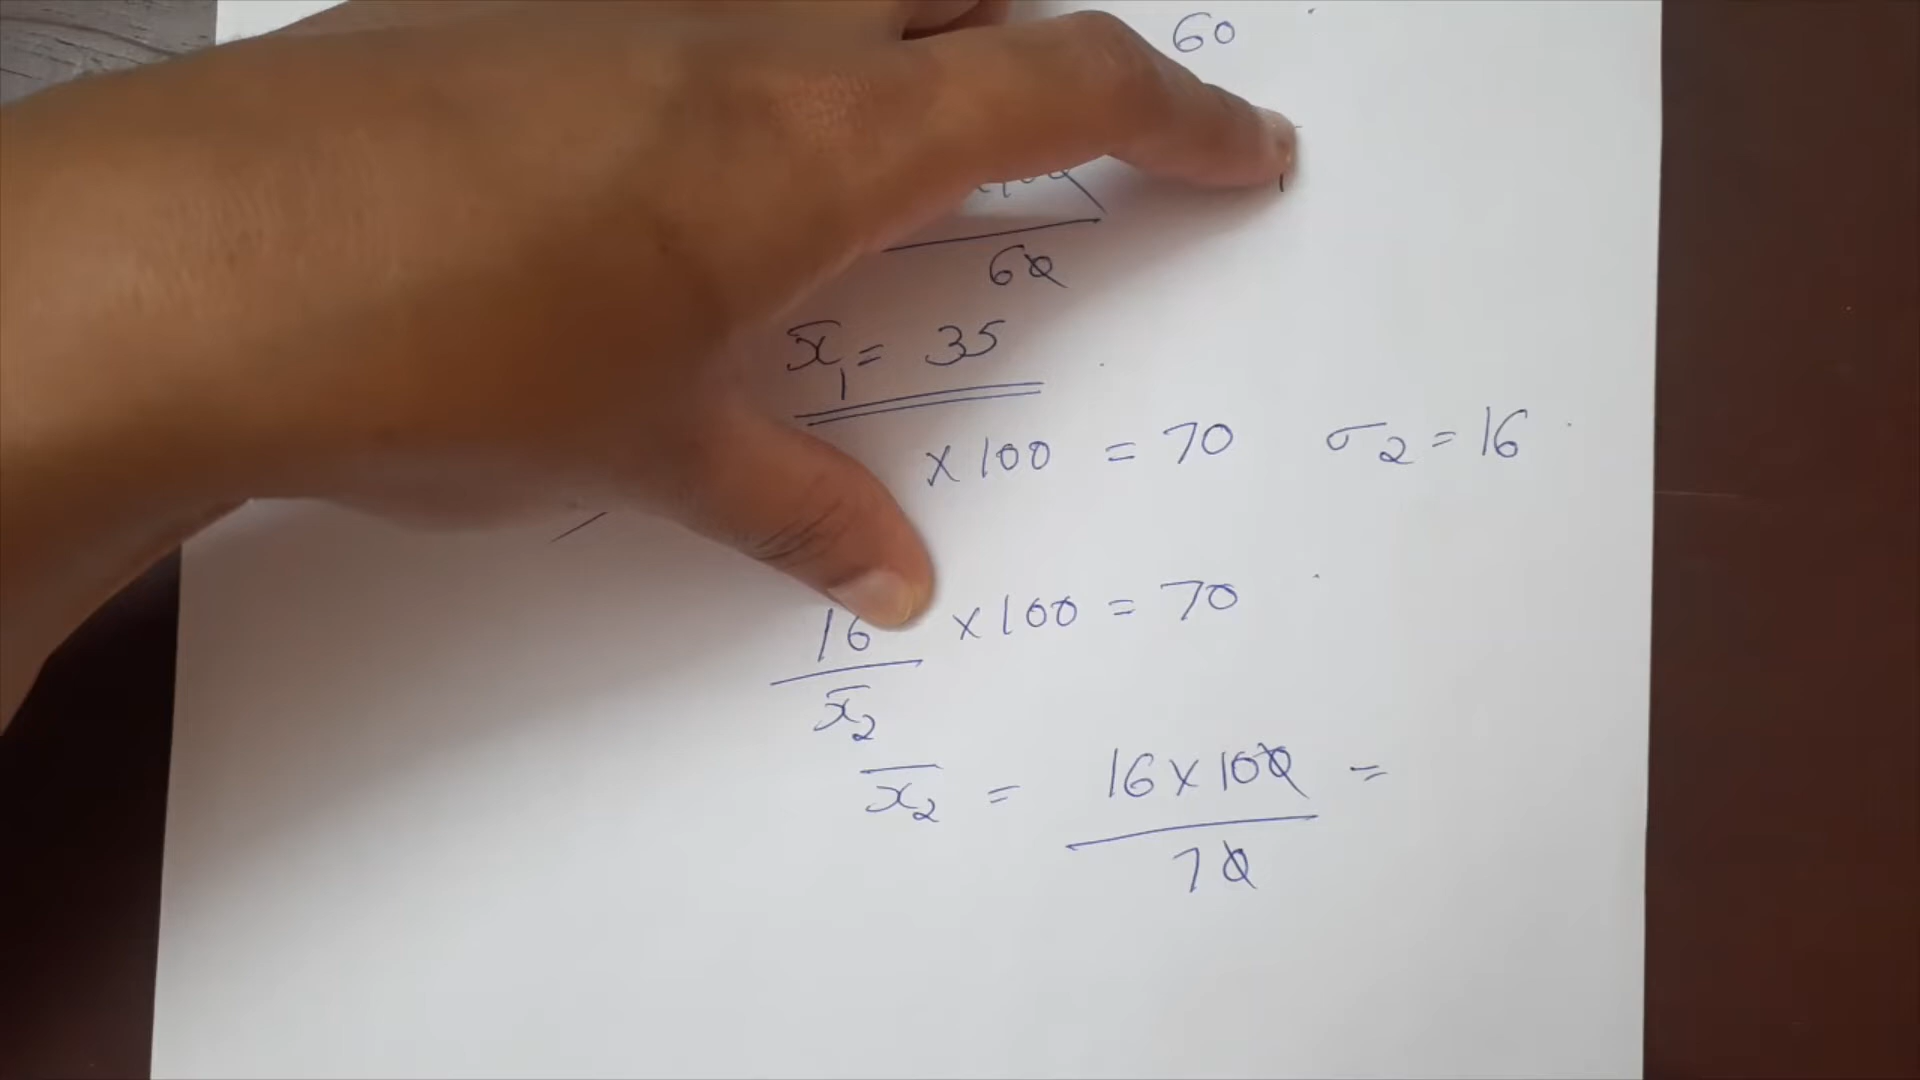 60
60
x̄₁ = 35
× 100 = 70 σ₂ = 16
16 × 100 = 70
x̄₂
x̄₂ = 16 × 100 =
70